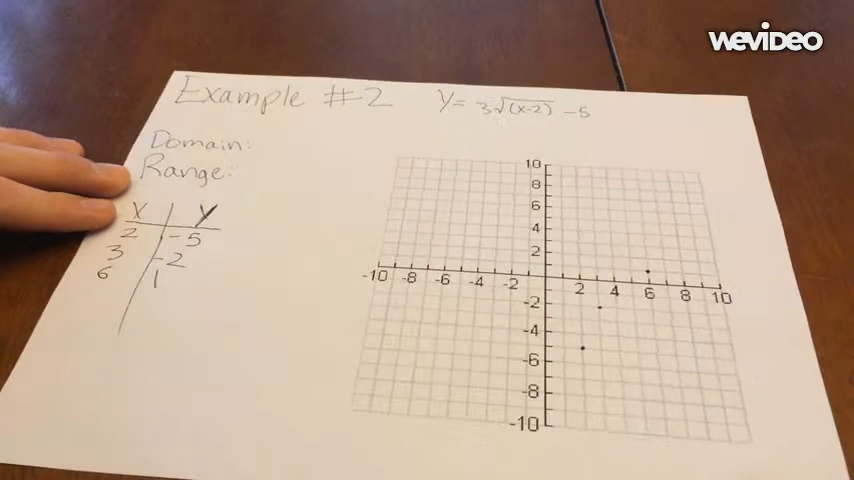 wevideo
Example #2 Y= 3√(x-2) -5
Domain:
Range:
X Y
2 -5
3 -2
6 1
10
8
6
4
2
-10 -8 -6 -4 -2 2 4 6 8 10
-2
-4
-6
-8
-10